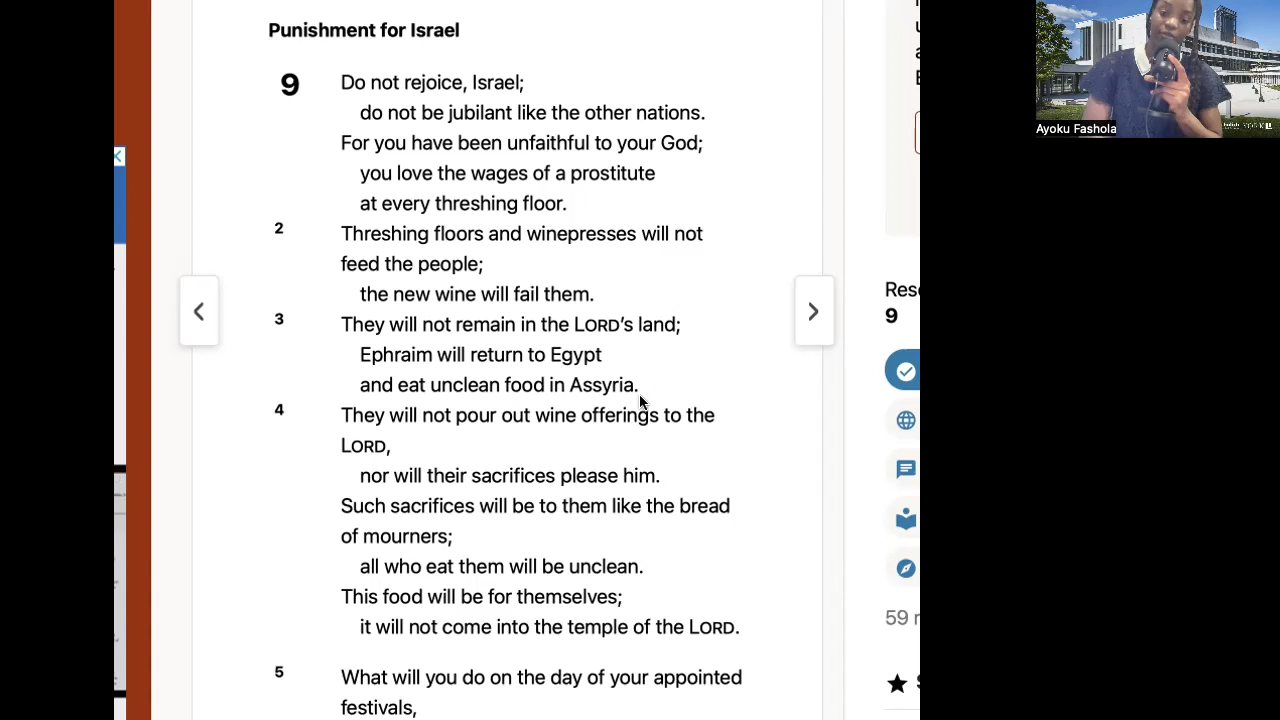 Punishment for Israel
9 Do not rejoice, Israel;
do not be jubilant like the other nations.
For you have been unfaithful to your God;
you love the wages of a prostitute
at every threshing floor.
2 Threshing floors and winepresses will not
feed the people;
the new wine will fail them.
3 They will not remain in the LORD’s land;
Ephraim will return to Egypt
and eat unclean food in Assyria.
4 They will not pour out wine offerings to the
LORD,
nor will their sacrifices please him.
Such sacrifices will be to them like the bread
of mourners;
all who eat them will be unclean.
This food will be for themselves;
it will not come into the temple of the LORD.
5 What will you do on the day of your appointed
festivals,
9
59
Ayoku Fashola